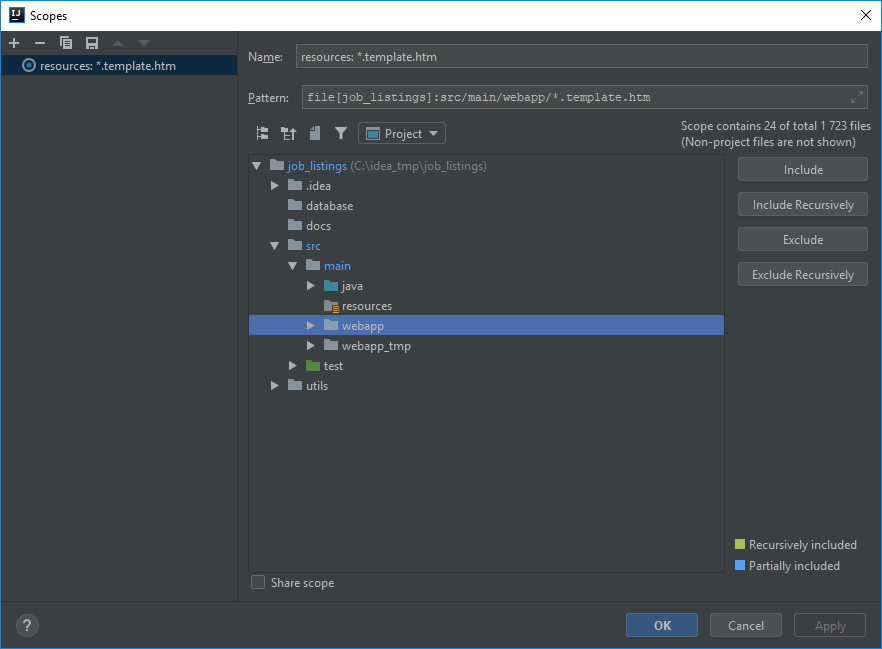 Scopes
resources: *.template.htm
Name: resources: *.template.htm
Pattern: file[job_listings]:src/main/webapp/*.template.htm
Project
Scope contains 24 of total 1 723 files
(Non-project files are not shown)
job_listings (C:\idea_tmp\job_listings)
.idea
database
docs
src
main
java
resources
webapp
webapp_tmp
test
utils
Include
Include Recursively
Exclude
Exclude Recursively
Recursively included
Partially included
Share scope
?
OK
Cancel
Apply